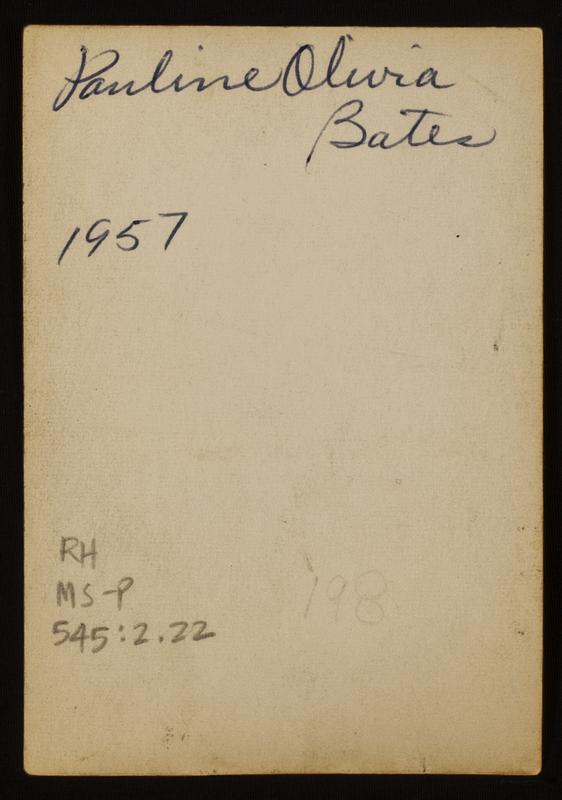 Pauline Olivia
Bates
1957
RH
MS-P
545:2.22
198